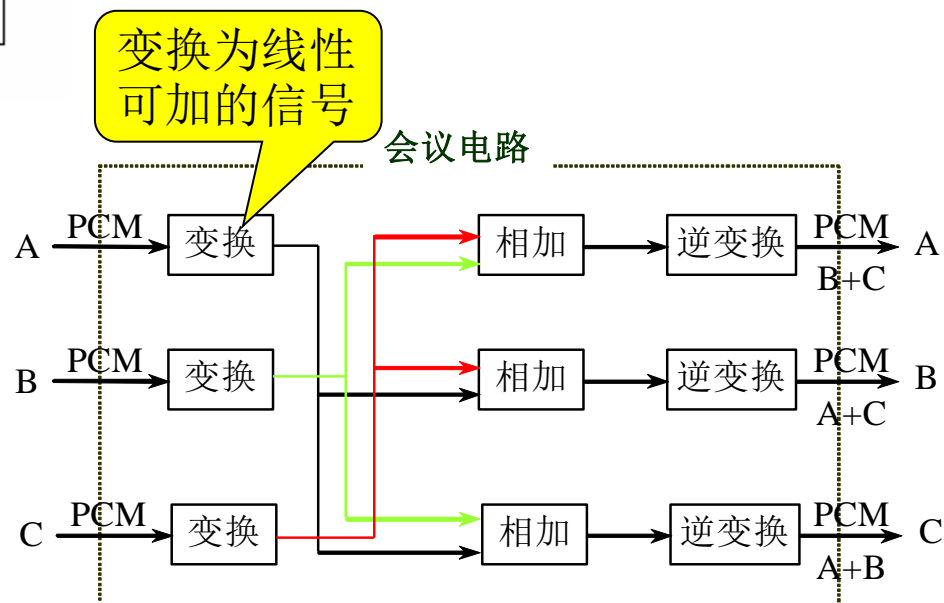 变换为线性
可加的信号
会议电路
A PCM 变换 相加 逆变换 PCM A
B+C
B PCM 变换 相加 逆变换 PCM B
A+C
C PCM 变换 相加 逆变换 PCM C
A+B